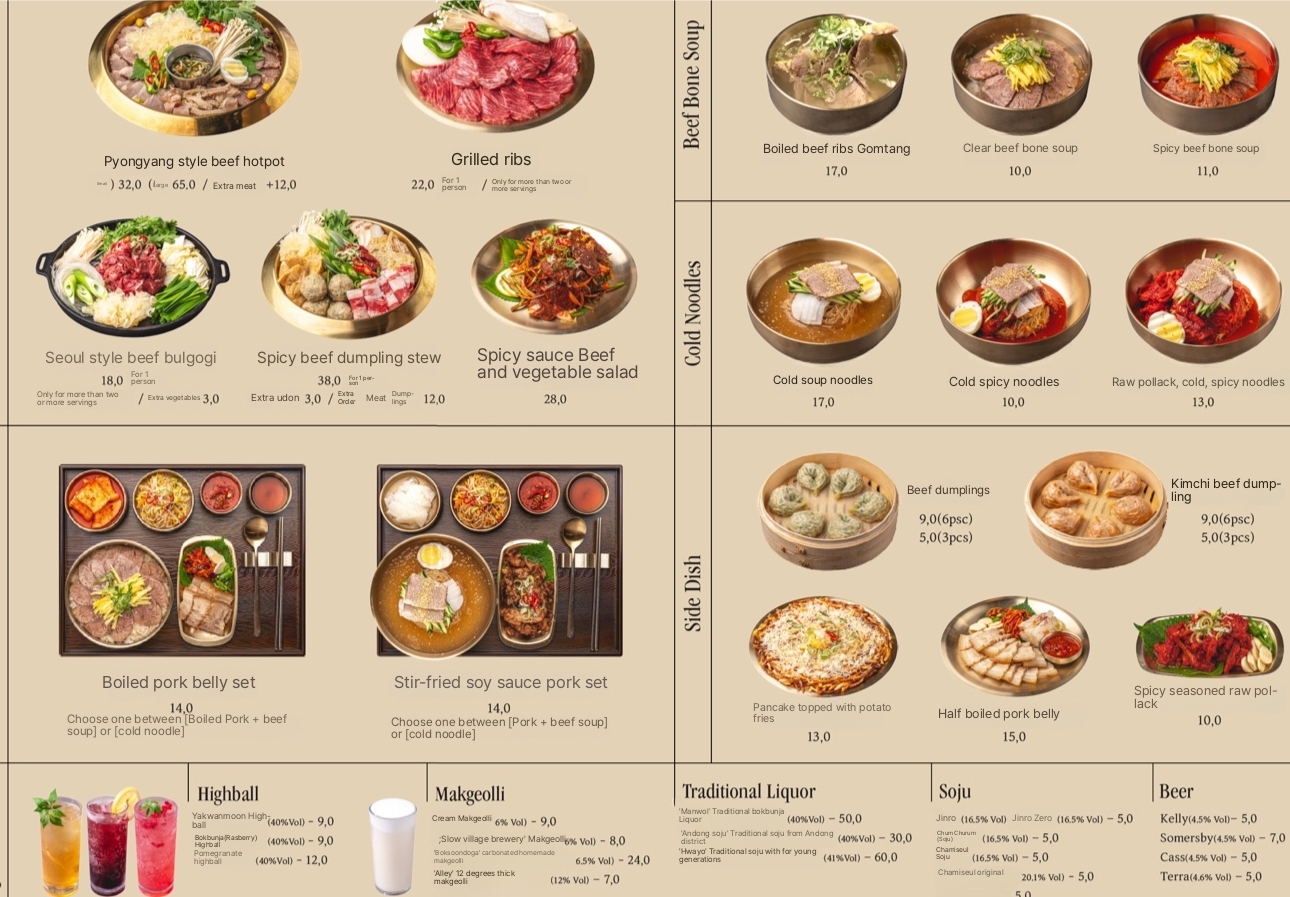 Pyongyang style beef hotpot
) 32,0 (large 65.0 / Extra meat +12,0
Grilled ribs
22,0 For 1 person / Only for more than two or more servings
Seoul style beef bulgogi
18,0 For 1 person
Only for more than two or more servings / Extra vegetables 3,0
Spicy beef dumpling stew
38,0 For 1 per-son
Extra udon 3,0 / Extra Order Meat Dump-lings 12,0
Spicy sauce Beef
and vegetable salad
28,0
Beef Bone Soup
Boiled beef ribs Gomtang
17,0
Clear beef bone soup
10,0
Spicy beef bone soup
11,0
Cold Noodles
Cold soup noodles
17,0
Cold spicy noodles
10,0
Raw pollack, cold, spicy noodles
13,0
Boiled pork belly set
14,0
Choose one between [Boiled Pork + beef
soup] or [cold noodle]
Stir-fried soy sauce pork set
14,0
Choose one between [Pork + beef soup]
or [cold noodle]
Side Dish
Beef dumplings
9,0(6psc)
5,0(3pcs)
Kimchi beef dump-
ling
9,0(6psc)
5,0(3pcs)
Pancake topped with potato
fries
13,0
Half boiled pork belly
15,0
Spicy seasoned raw pol-
lack
10,0
Highball
Yakwanmoon High-
ball (40%Vol) - 9,0
Bokbunja(Rasberry)
Highball (40%Vol) - 9,0
Pomegranate
highball (40%Vol) - 12,0
Makgeolli
Cream Makgeolli 6% Vol) - 9,0
;Slow village brewery' Makgeolli 6% Vol) - 8,0
'Boksoondoga' carbonated homemade
makgeolli 6,5% Vol) - 24,0
'Alley' 12 degrees thick
makgeolli (12% Vol) - 7,0
Traditional Liquor
'Manwol' Traditional bokbunja
Liquor (40%Vol) - 50,0
'Andong soju' Traditional soju from Andong
district (40%Vol) - 30,0
'Hwayo' Traditional soju with for young
generations (41%Vol) - 60,0
Soju
Jinro (16.5% Vol) Jinro Zero (16.5% Vol) - 5,0
Chum Churum
(Soju) (16.5% Vol) - 5,0
Chamiseul
Soju (16.5% Vol) - 5,0
Chamiseul original 20.1% Vol) - 5,0
5,0
Beer
Kelly(4.5% Vol)- 5,0
Somersby(4.5% Vol) - 7,0
Cass(4.5% Vol) - 5,0
Terra(4.6% Vol) - 5,0